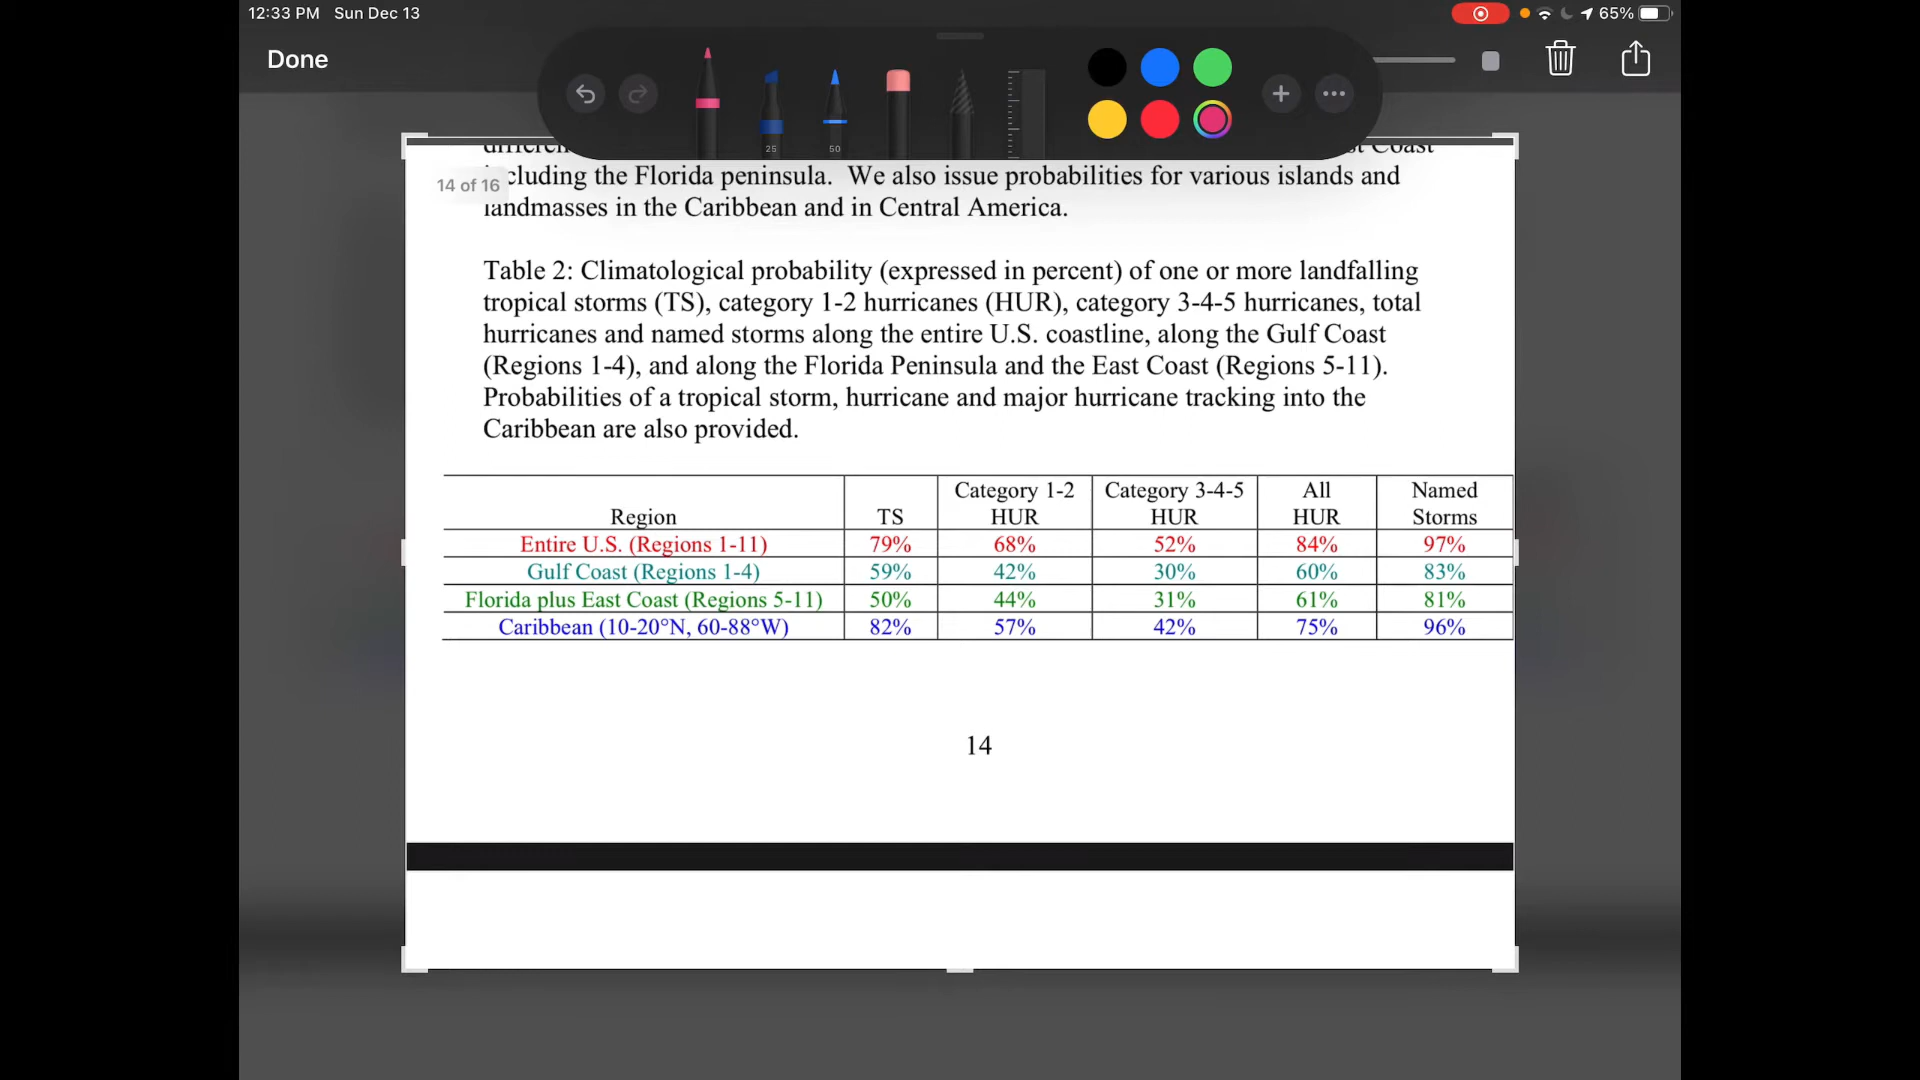 12:33 PM Sun Dec 13
65%
Done
25
50
14 of 16
st Coast
cluding the Florida peninsula. We also issue probabilities for various islands and
landmasses in the Caribbean and in Central America.
Table 2: Climatological probability (expressed in percent) of one or more landfalling
tropical storms (TS), category 1-2 hurricanes (HUR), category 3-4-5 hurricanes, total
hurricanes and named storms along the entire U.S. coastline, along the Gulf Coast
(Regions 1-4), and along the Florida Peninsula and the East Coast (Regions 5-11).
Probabilities of a tropical storm, hurricane and major hurricane tracking into the
Caribbean are also provided.
Region TS Category 1-2 HUR Category 3-4-5 HUR All HUR Named Storms
Entire U.S. (Regions 1-11) 79% 68% 52% 84% 97%
Gulf Coast (Regions 1-4) 59% 42% 30% 60% 83%
Florida plus East Coast (Regions 5-11) 50% 44% 31% 61% 81%
Caribbean (10-20°N, 60-88°W) 82% 57% 42% 75% 96%
14